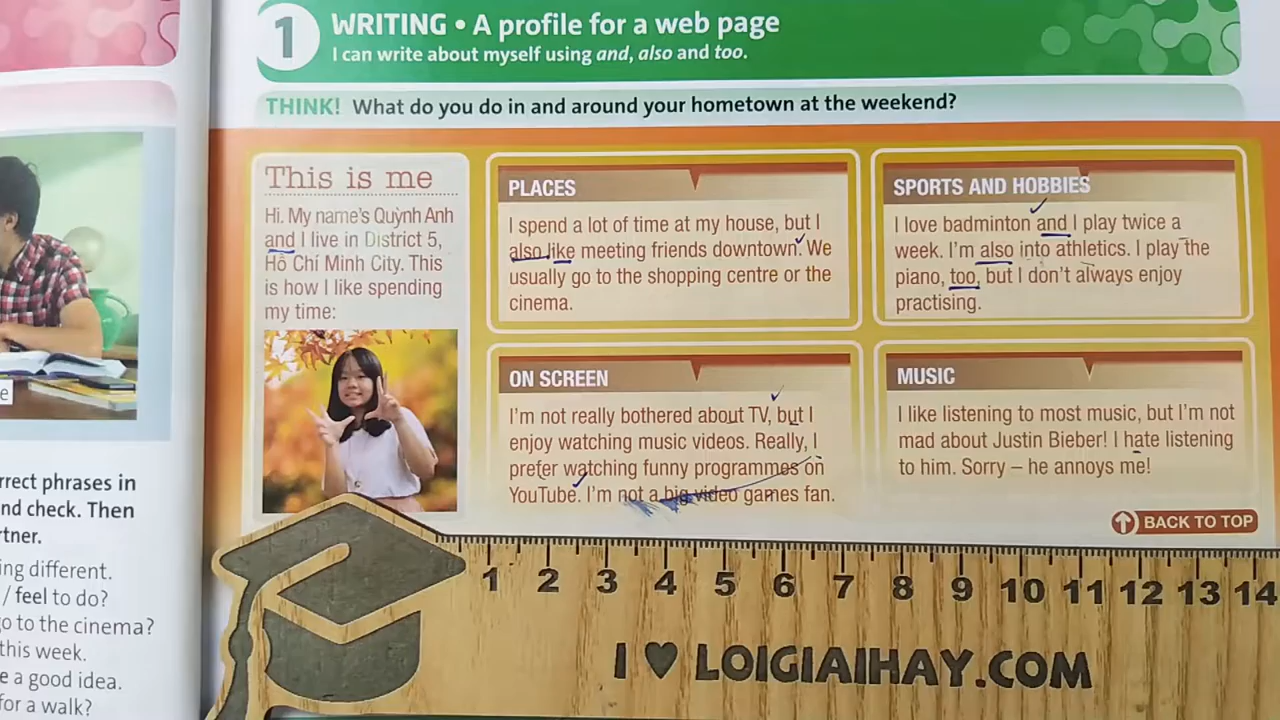 1
WRITING • A profile for a web page
I can write about myself using and, also and too.
THINK! What do you do in and around your hometown at the weekend?
This is me
Hi. My name's Quỳnh Anh
and I live in District 5,
Hồ Chí Minh City. This
is how I like spending
my time:
PLACES
I spend a lot of time at my house, but I
also like meeting friends downtown. We
usually go to the shopping centre or the
cinema.
SPORTS AND HOBBIES
I love badminton and I play twice a
week. I'm also into athletics. I play the
piano, too, but I don't always enjoy
practising.
ON SCREEN
I'm not really bothered about TV, but I
enjoy watching music videos. Really, I
prefer watching funny programmes on
YouTube. I'm not a big video games fan.
MUSIC
I like listening to most music, but I'm not
mad about Justin Bieber! I hate listening
to him. Sorry – he annoys me!
BACK TO TOP
e
rrect phrases in
nd check. Then
rtner.
ing different.
/ feel to do?
go to the cinema?
this week.
e a good idea.
for a walk?
1 2 3 4 5 6 7 8 9 10 11 12 13 14
I ♥ LOIGIAIHAY.COM